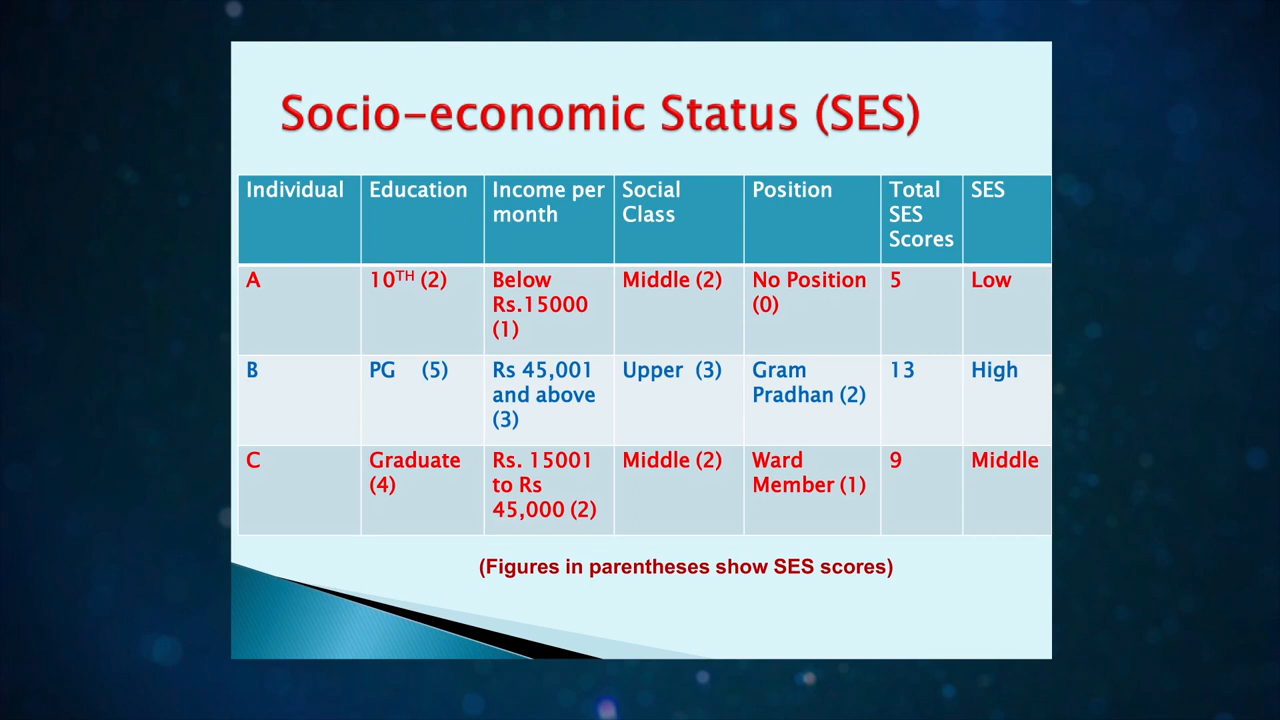 Socio-economic Status (SES)
Individual Education Income per month Social Class Position Total SES Scores SES
A 10TH (2) Below Rs.15000 (1) Middle (2) No Position (0) 5 Low
B PG (5) Rs 45,001 and above (3) Upper (3) Gram Pradhan (2) 13 High
C Graduate (4) Rs. 15001 to Rs 45,000 (2) Middle (2) Ward Member (1) 9 Middle
(Figures in parentheses show SES scores)